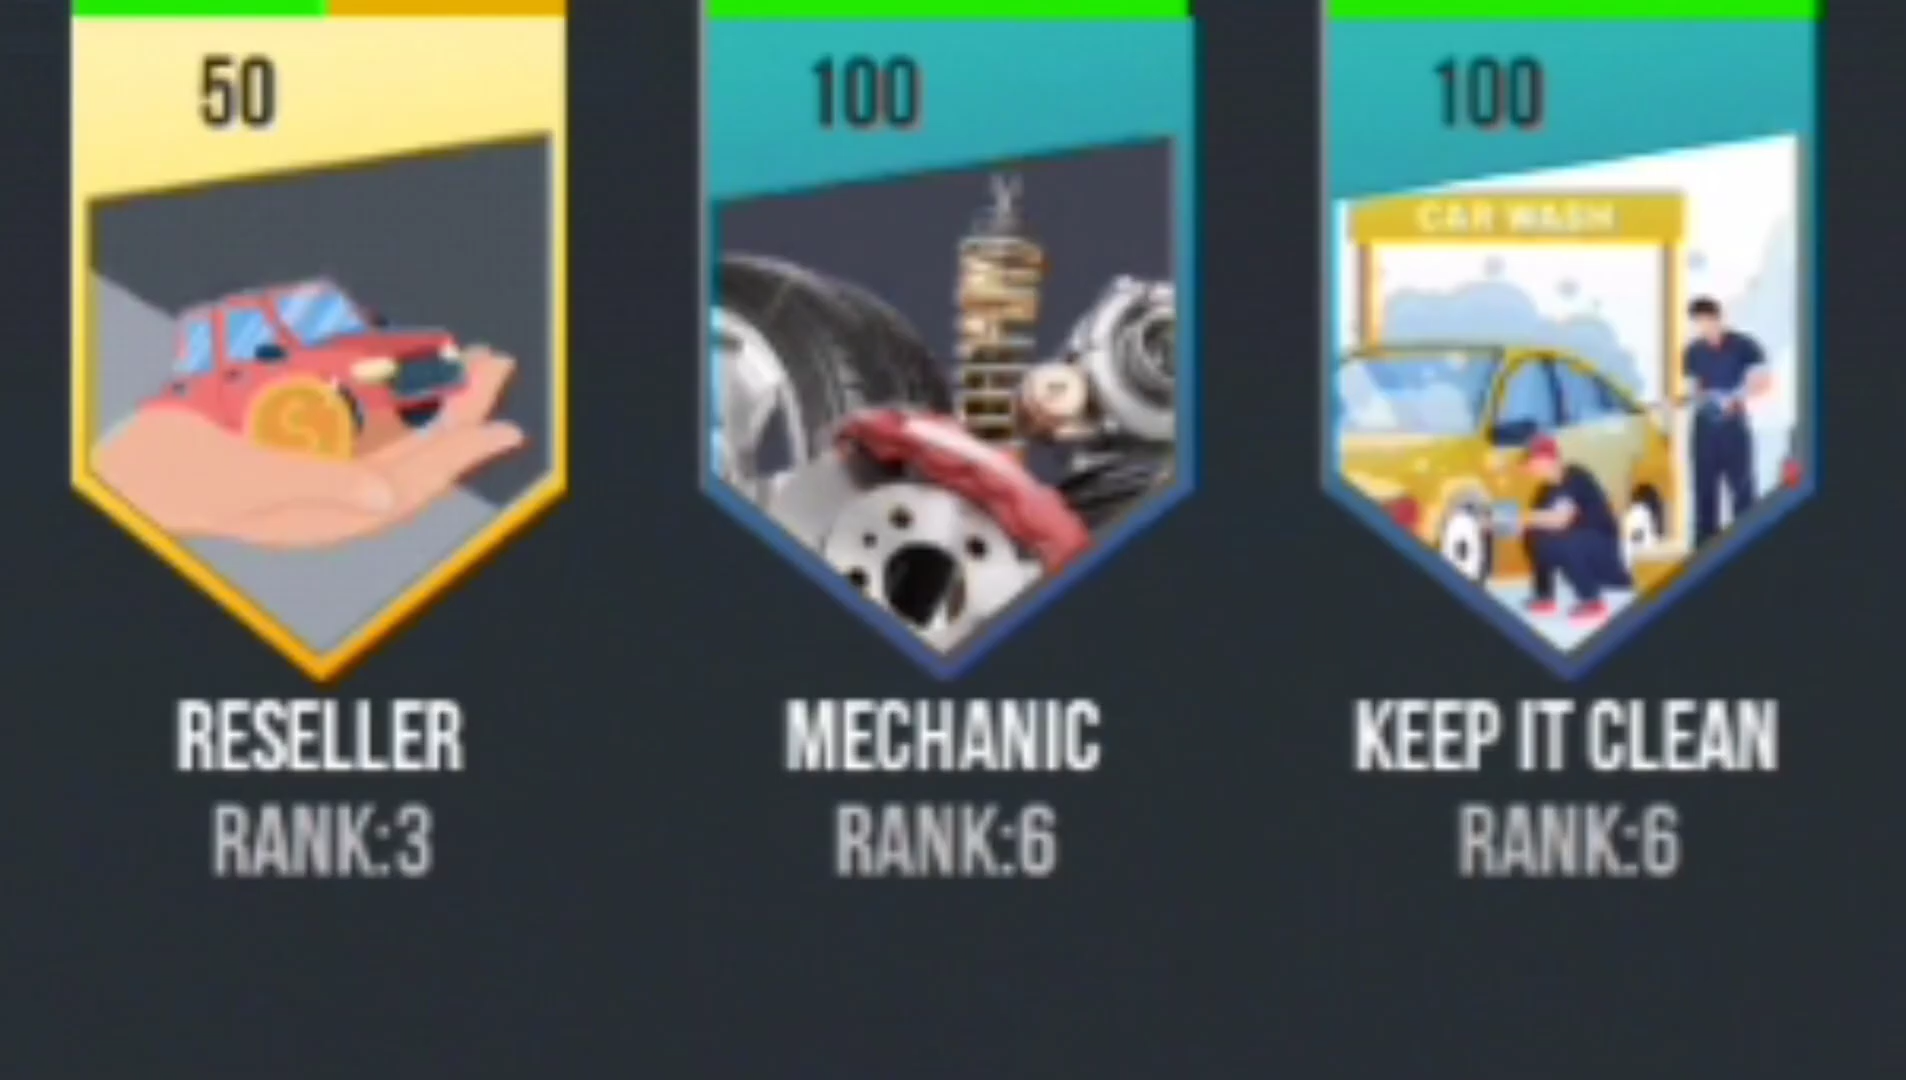 50
100
100
CAR WASH
RESELLER
MECHANIC
KEEP IT CLEAN
RANK:3
RANK:6
RANK:6